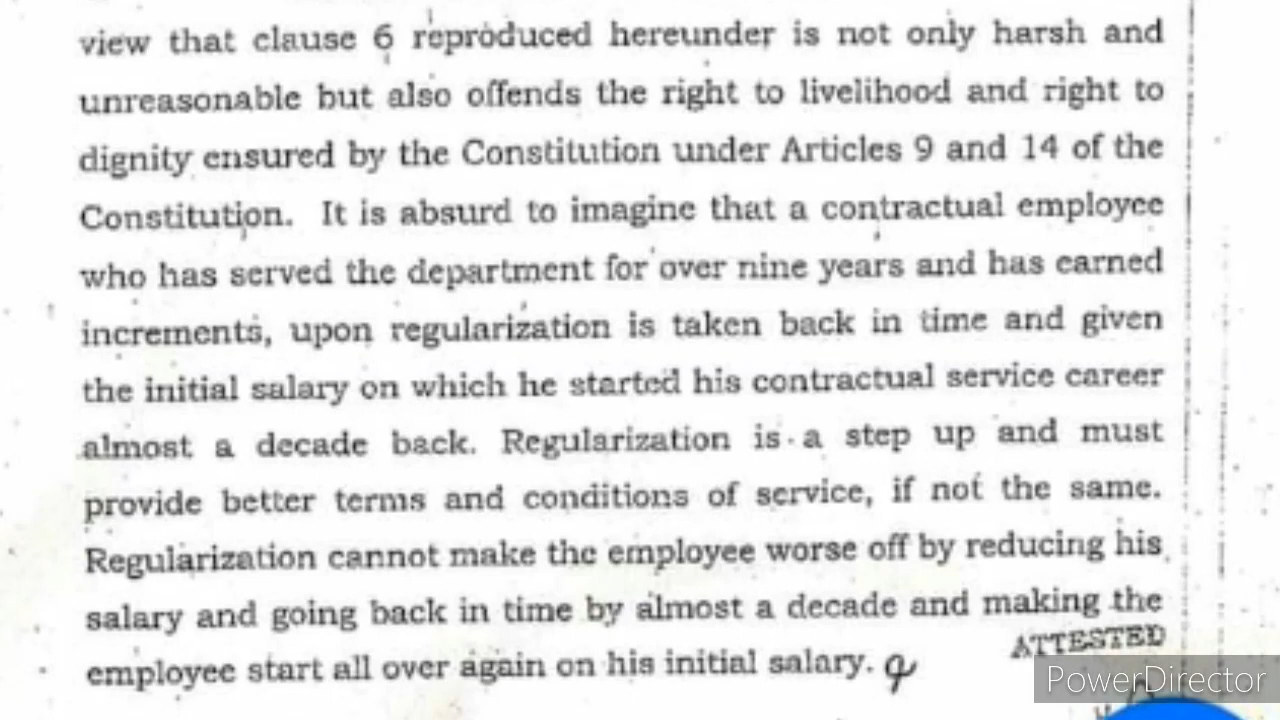 view that clause 6 reproduced hereunder is not only harsh and
unreasonable but also offends the right to livelihood and right to
dignity ensured by the Constitution under Articles 9 and 14 of the
Constitution. It is absurd to imagine that a contractual employee
who has served the department for over nine years and has earned
increments, upon regularization is taken back in time and given
the initial salary on which he started his contractual service career
almost a decade back. Regularization is a step up and must
provide better terms and conditions of service, if not the same.
Regularization cannot make the employee worse off by reducing his
salary and going back in time by almost a decade and making the
employee start all over again on his initial salary.
ATTESTED
PowerDirector